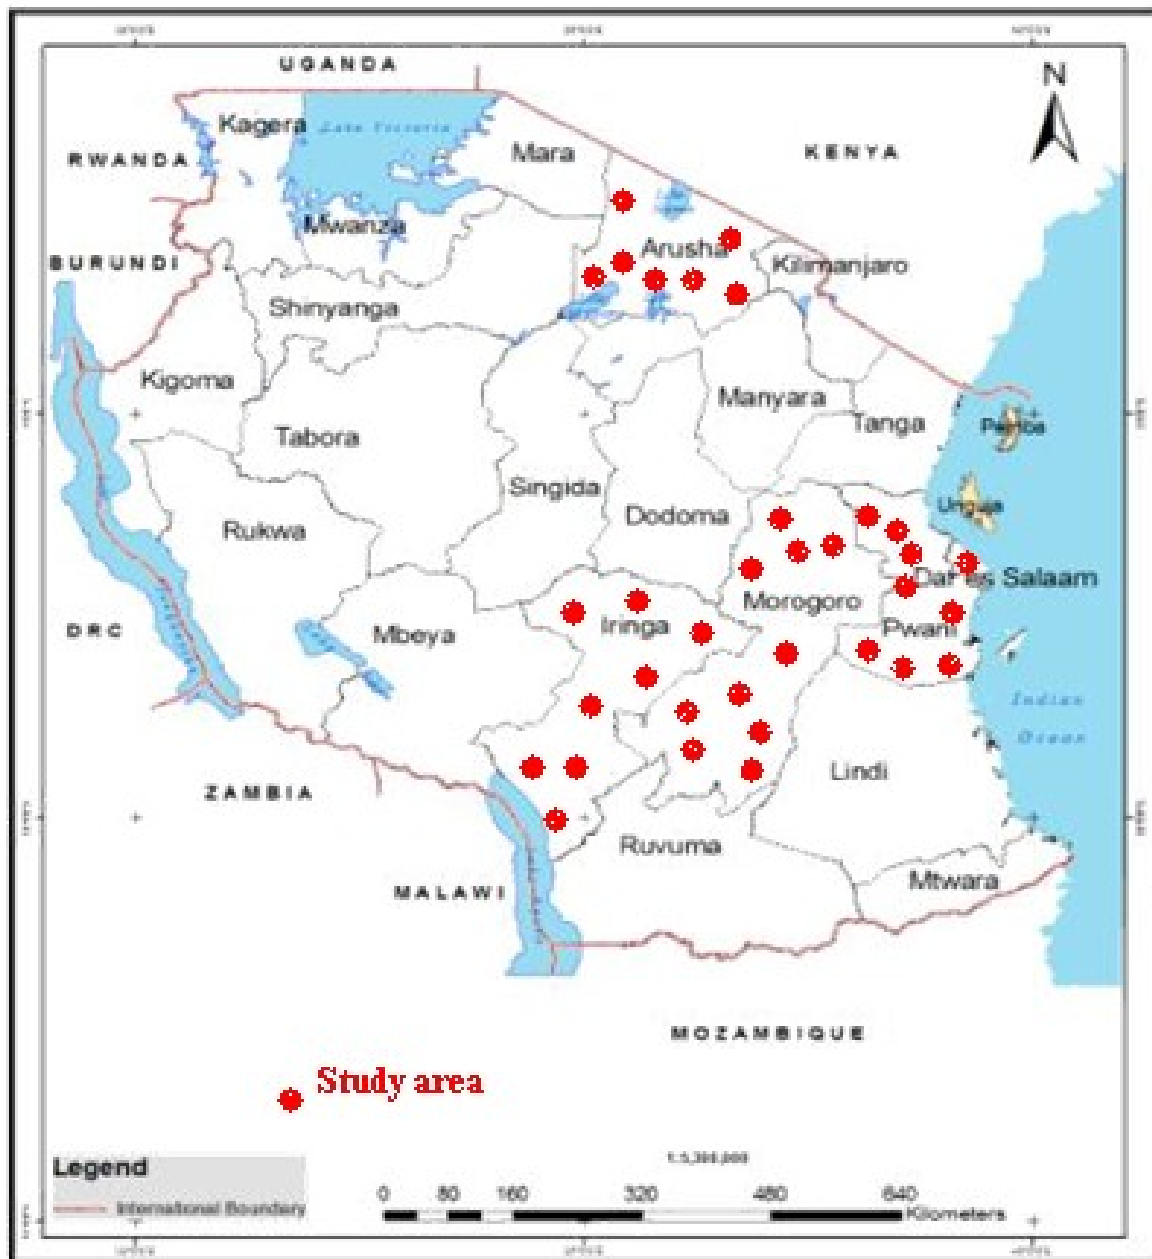 UGANDA
N
Kagera
Lake Victoria
Mara
KENYA
RWANDA
Mwanza
Arusha
BURUNDI
Kilimanjaro
Shinyanga
Kigoma
Manyara
Tanga
Pemba
Tabora
Singida
Unguja
Dodoma
Rukwa
Dar es Salaam
Morogoro
DRC
Mbeya
Iringa
Pwani
Indian
Ocean
Lindi
ZAMBIA
Ruvuma
MALAWI
Mtwara
MOZAMBIQUE
Study area
Legend
International Boundary
0 80 160 320 480 640
Kilometers